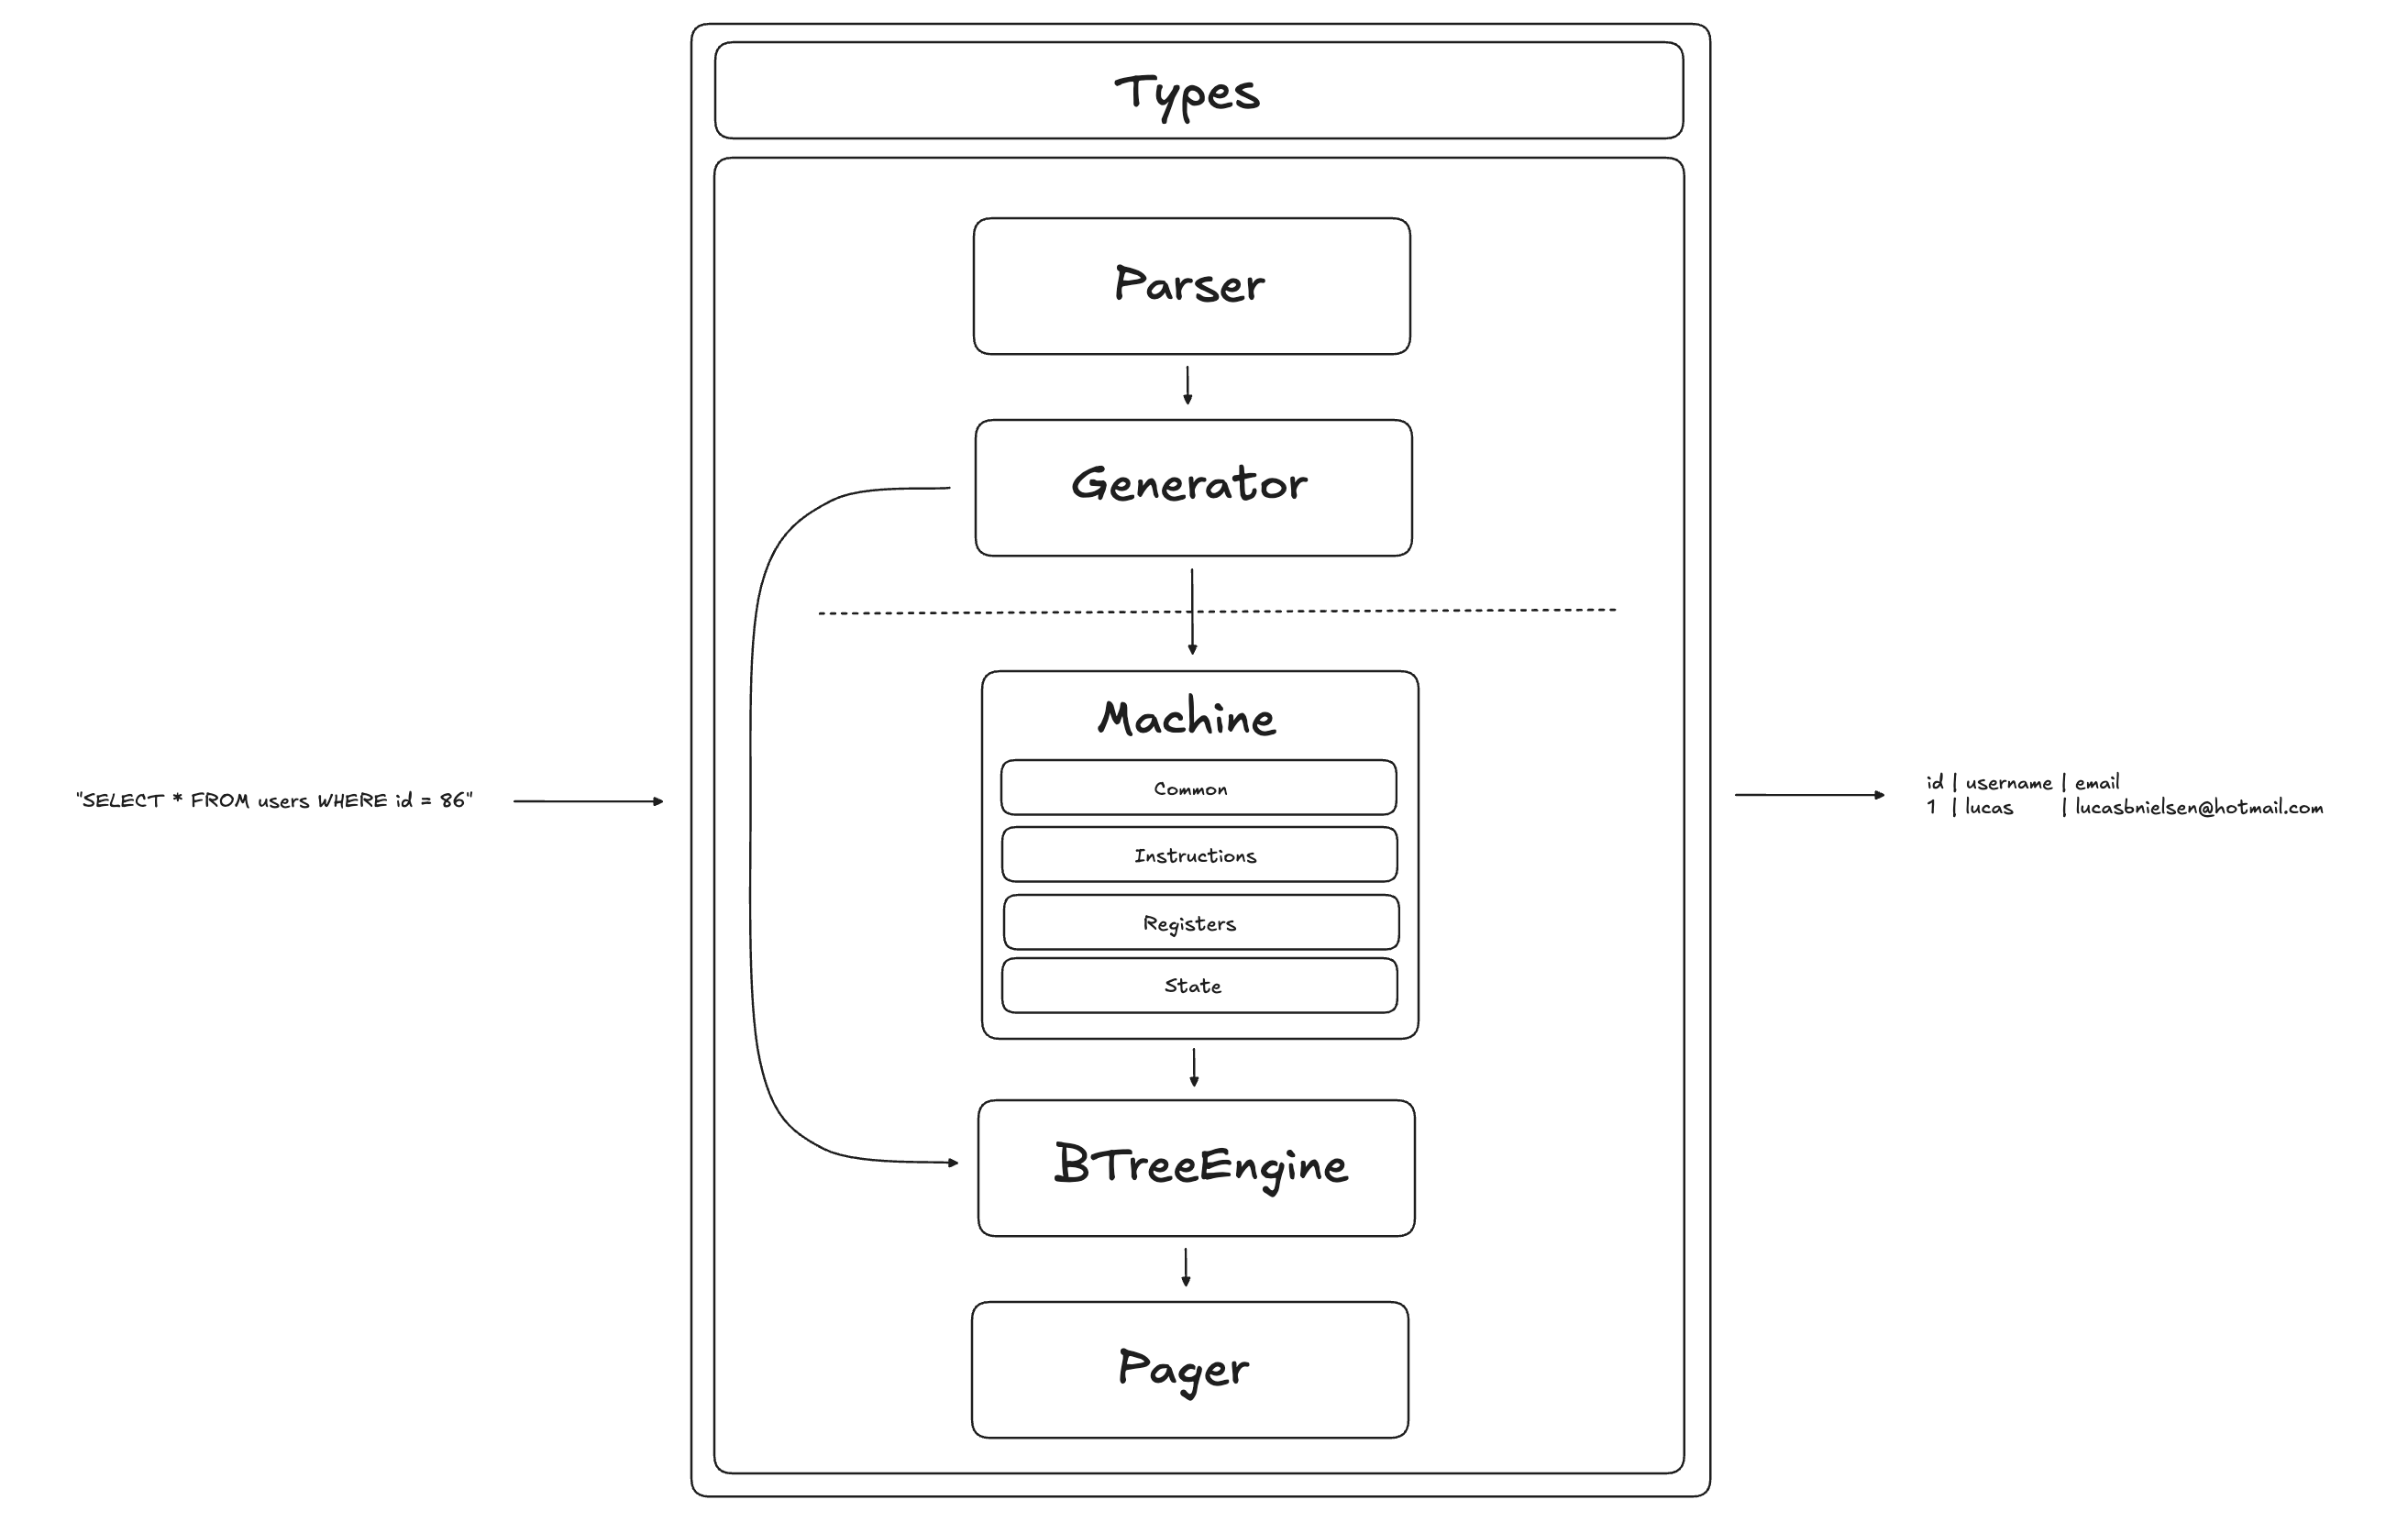 Types
Parser
Generator
Machine
Common
Instructions
Registers
State
BTreeEngine
Pager
"SELECT * FROM users WHERE id = 86"
id | username | email
1 | lucas | lucasbnielsen@hotmail.com